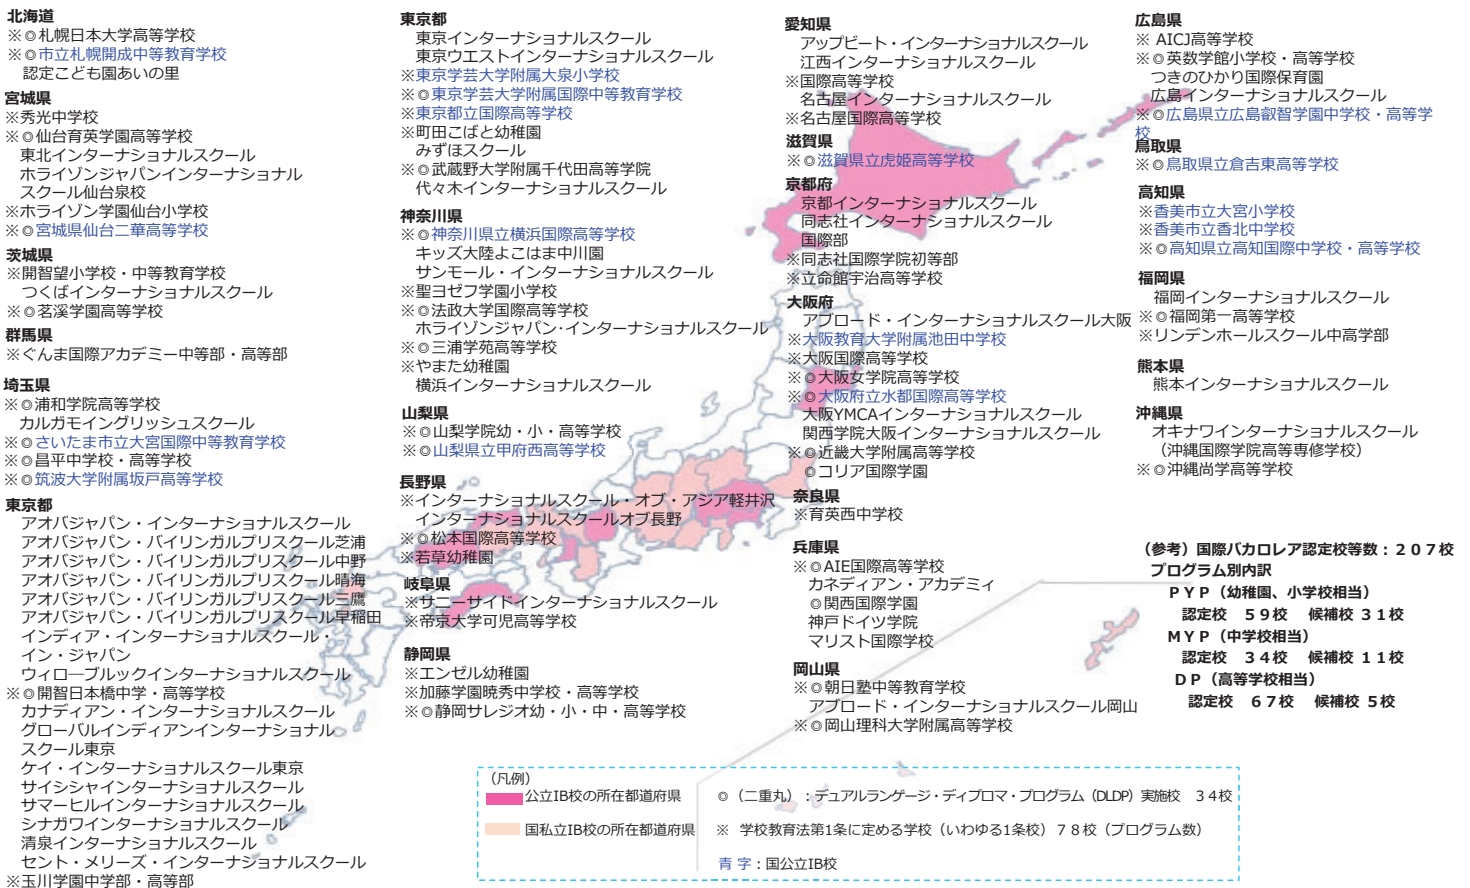 北海道
※◎札幌日本大学高等学校
※◎市立札幌開成中等教育学校
認定こども園あいの里
宮城県
※秀光中学校
※◎仙台育英学園高等学校
東北インターナショナルスクール
ホライゾンジャパンインターナショナル
スクール仙台泉校
※ホライゾン学園仙台小学校
※◎宮城県仙台二華高等学校
茨城県
※開智望小学校・中等教育学校
つくばインターナショナルスクール
※◎茗溪学園高等学校
群馬県
※ぐんま国際アカデミー中等部・高等部
埼玉県
※◎浦和学院高等学校
カルガモイングリッシュスクール
※◎さいたま市立大宮国際中等教育学校
※◎昌平中学校・高等学校
※◎筑波大学附属坂戸高等学校
東京都
アオバジャパン・インターナショナルスクール
アオバジャパン・バイリンガルプリスクール芝浦
アオバジャパン・バイリンガルプリスクール中野
アオバジャパン・バイリンガルプリスクール晴海
アオバジャパン・バイリンガルプリスクール三鷹
アオバジャパン・バイリンガルプリスクール早稲田
インディア・インターナショナルスクール・
イン・ジャパン
ウィロ―ブルックインターナショナルスクール
※◎開智日本橋中学・高等学校
カナディアン・インターナショナルスクール
グローバルインディアンインターナショナル
スクール東京
ケイ・インターナショナルスクール東京
サイシシャインターナショナルスクール
サマーヒルインターナショナルスクール
シナガワインターナショナルスクール
清泉インターナショナルスクール
セント・メリーズ・インターナショナルスクール
※玉川学園中学部・高等部
東京都
東京インターナショナルスクール
東京ウエストインターナショナルスクール
※東京学芸大学附属大泉小学校
※◎東京学芸大学附属国際中等教育学校
※東京都立国際高等学校
※町田こばと幼稚園
みずほスクール
※◎武蔵野大学附属千代田高等学院
代々木インターナショナルスクール
神奈川県
※◎神奈川県立横浜国際高等学校
キッズ大陸よこはま中川園
サンモール・インターナショナルスクール
※聖ヨゼフ学園小学校
※◎法政大学国際高等学校
ホライゾンジャパン・インターナショナルスクール
※◎三浦学苑高等学校
※やまた幼稚園
横浜インターナショナルスクール
山梨県
※◎山梨学院幼・小・高等学校
※◎山梨県立甲府西高等学校
長野県
※インターナショナルスクール・オブ・アジア軽井沢
インターナショナルスクールオブ長野
※◎松本国際高等学校
※若草幼稚園
岐阜県
※サニーサイドインターナショナルスクール
※帝京大学可児高等学校
静岡県
※エンゼル幼稚園
※加藤学園暁秀中学校・高等学校
※◎静岡サレジオ幼・小・中・高等学校
愛知県
アップビート・インターナショナルスクール
江西インターナショナルスクール
※国際高等学校
名古屋インターナショナルスクール
※名古屋国際高等学校
滋賀県
※◎滋賀県立虎姫高等学校
京都府
京都インターナショナルスクール
同志社インターナショナルスクール
国際部
※同志社国際学院初等部
※立命館宇治高等学校
大阪府
アブロード・インターナショナルスクール大阪
※大阪教育大学附属池田中学校
※大阪国際高等学校
※◎大阪女学院高等学校
※◎大阪府立水都国際高等学校
大阪YMCAインターナショナルスクール
関西学院大阪インターナショナルスクール
※◎近畿大学附属高等学校
◎コリア国際学園
奈良県
※育英西中学校
兵庫県
※◎AIE国際高等学校
カネディアン・アカデミィ
◎関西国際学園
神戸ドイツ学院
マリスト国際学校
岡山県
※◎朝日塾中等教育学校
アブロード・インターナショナルスクール岡山
※◎岡山理科大学附属高等学校
広島県
※ AICJ高等学校
※◎英数学館小学校・高等学校
つきのひかり国際保育園
広島インターナショナルスクール
※◎広島県立広島叡智学園中学校・高等学
校
鳥取県
※◎鳥取県立倉吉東高等学校
高知県
※香美市立大宮小学校
※香美市立香北中学校
※◎高知県立高知国際中学校・高等学校
福岡県
福岡インターナショナルスクール
※◎福岡第一高等学校
※リンデンホールスクール中高学部
熊本県
熊本インターナショナルスクール
沖縄県
オキナワインターナショナルスクール
（沖縄国際学院高等専修学校）
※◎沖縄尚学高等学校
（参考）国際バカロレア認定校等数：２０７校
プログラム別内訳
ＰＹＰ（幼稚園、小学校相当）
認定校　５９校　候補校 ３１校
ＭＹＰ（中学校相当）
認定校　３４校　候補校 １１校
ＤＰ（高等学校相当）
認定校　６７校　候補校 ５校
（凡例）
公立IB校の所在都道府県
国私立IB校の所在都道府県
◎（二重丸）：デュアルランゲージ・ディプロマ・プログラム（DLDP）実施校　３４校
※ 学校教育法第1条に定める学校（いわゆる1条校）７８校（プログラム数）
青 字：国公立IB校